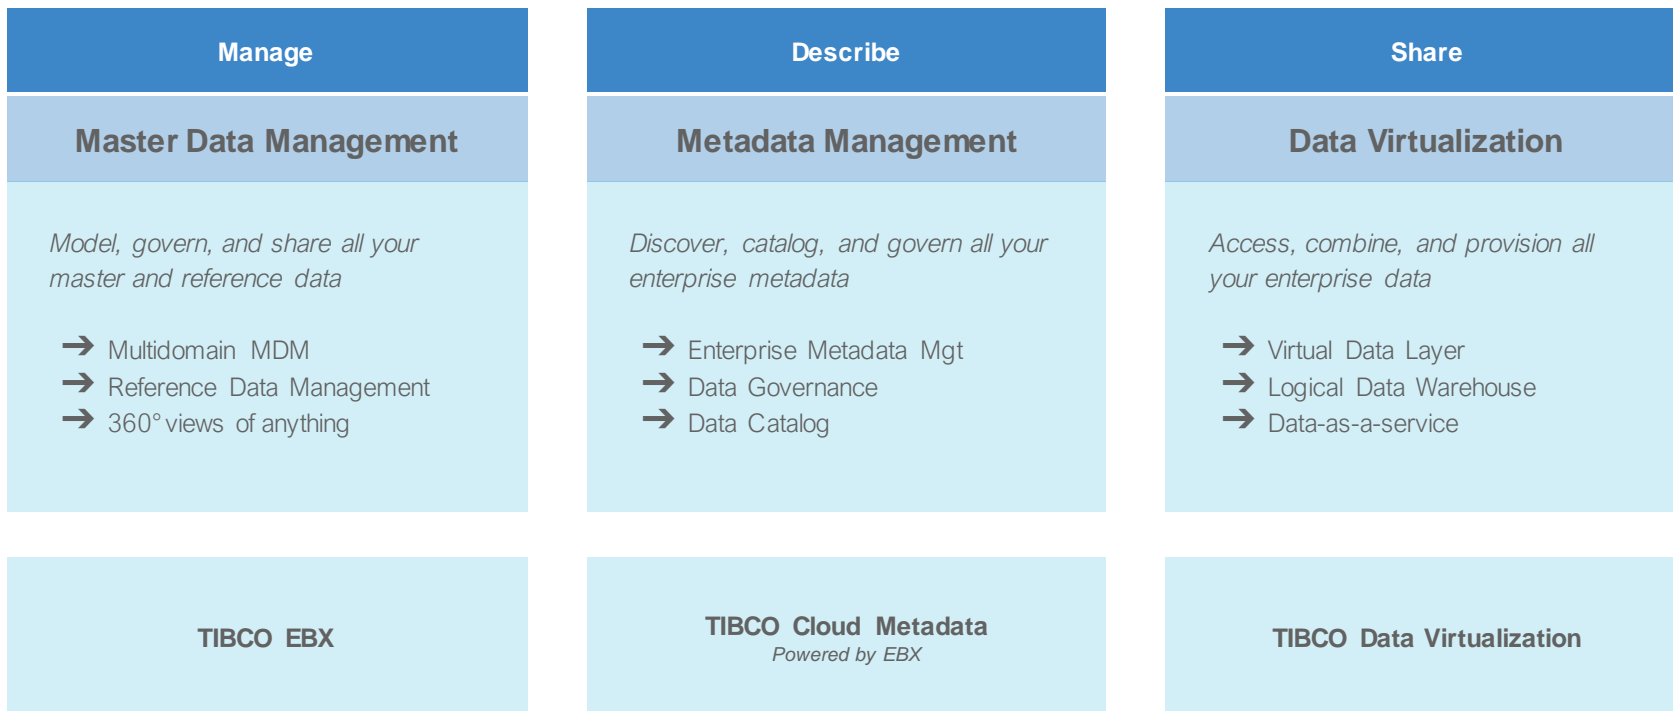 Manage
Master Data Management
Model, govern, and share all your
master and reference data
➔ Multidomain MDM
➔ Reference Data Management
➔ 360° views of anything
TIBCO EBX
Describe
Metadata Management
Discover, catalog, and govern all your
enterprise metadata
➔ Enterprise Metadata Mgt
➔ Data Governance
➔ Data Catalog
TIBCO Cloud Metadata
Powered by EBX
Share
Data Virtualization
Access, combine, and provision all
your enterprise data
➔ Virtual Data Layer
➔ Logical Data Warehouse
➔ Data-as-a-service
TIBCO Data Virtualization